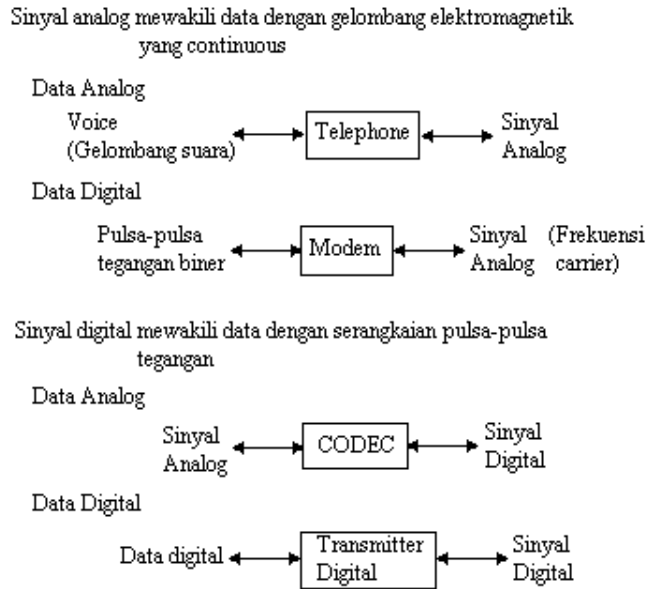 Sinyal analog mewakili data dengan gelombang elektromagnetik
yang continuous
Data Analog
Voice
(Gelombang suara)
Telephone
Sinyal
Analog
Data Digital
Pulsa-pulsa
tegangan biner
Modem
Sinyal (Frekuensi
Analog carrier)
Sinyal digital mewakili data dengan serangkaian pulsa-pulsa
tegangan
Data Analog
Sinyal
Analog
CODEC
Sinyal
Digital
Data Digital
Data digital
Transmitter
Digital
Sinyal
Digital